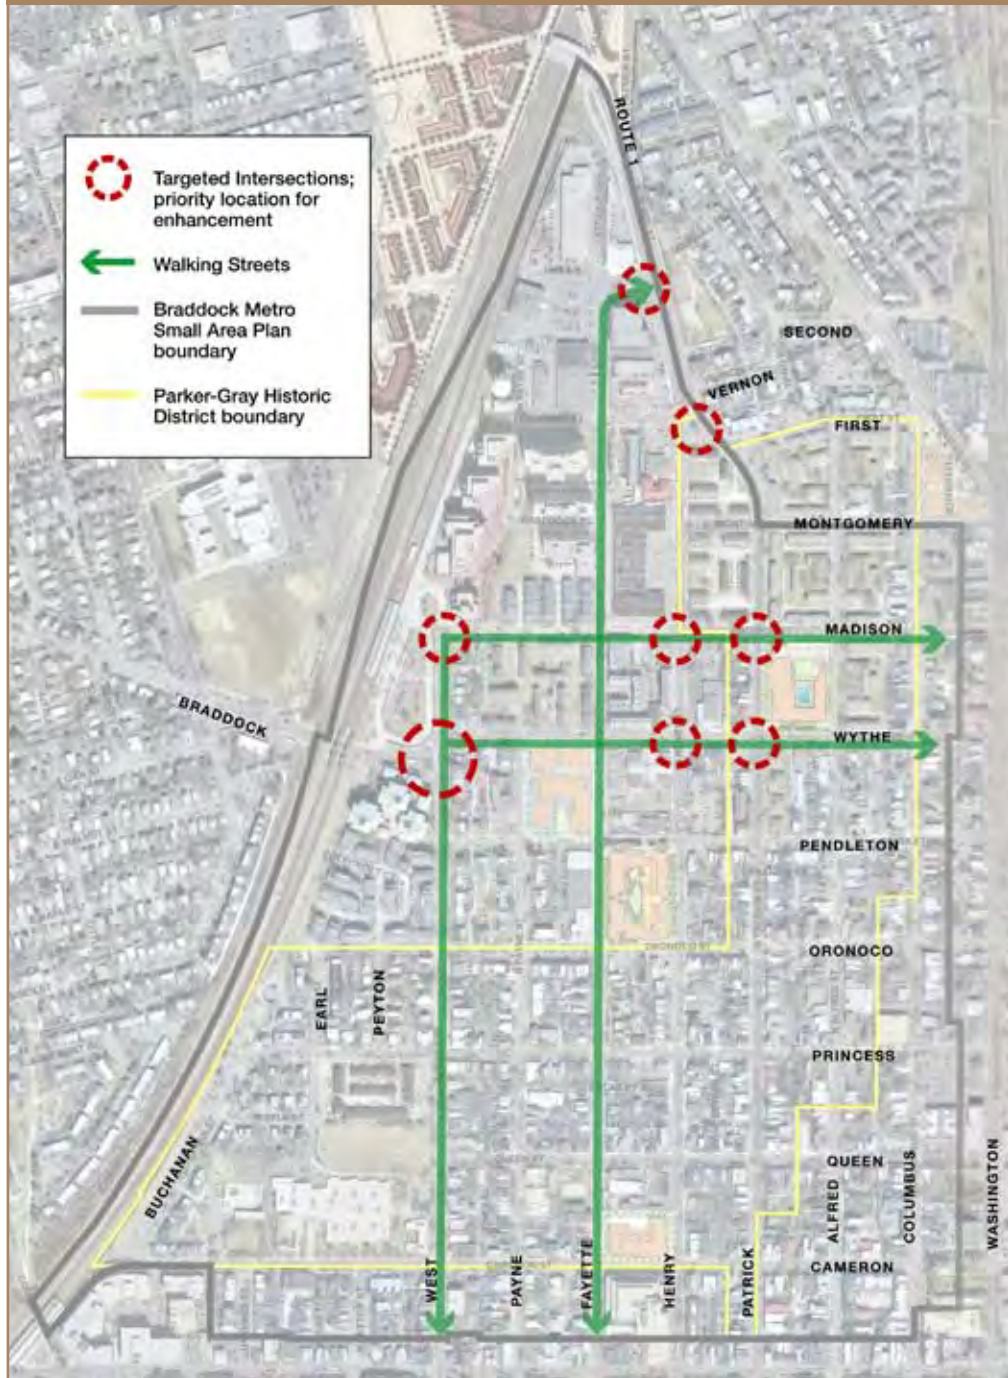 ROUTE 1
Targeted Intersections;
priority location for
enhancement
Walking Streets
Braddock Metro
Small Area Plan
boundary
Parker-Gray Historic
District boundary
SECOND
VERNON
FIRST
MONTGOMERY
MADISON
BRADDOCK
WYTHE
PENDLETON
ORONOCO
EARL
PEYTON
PRINCESS
BUCHANAN
QUEEN
ALFRED
COLUMBUS
WASHINGTON
WEST
PAYNE
FAYETTE
HENRY
PATRICK
CAMERON